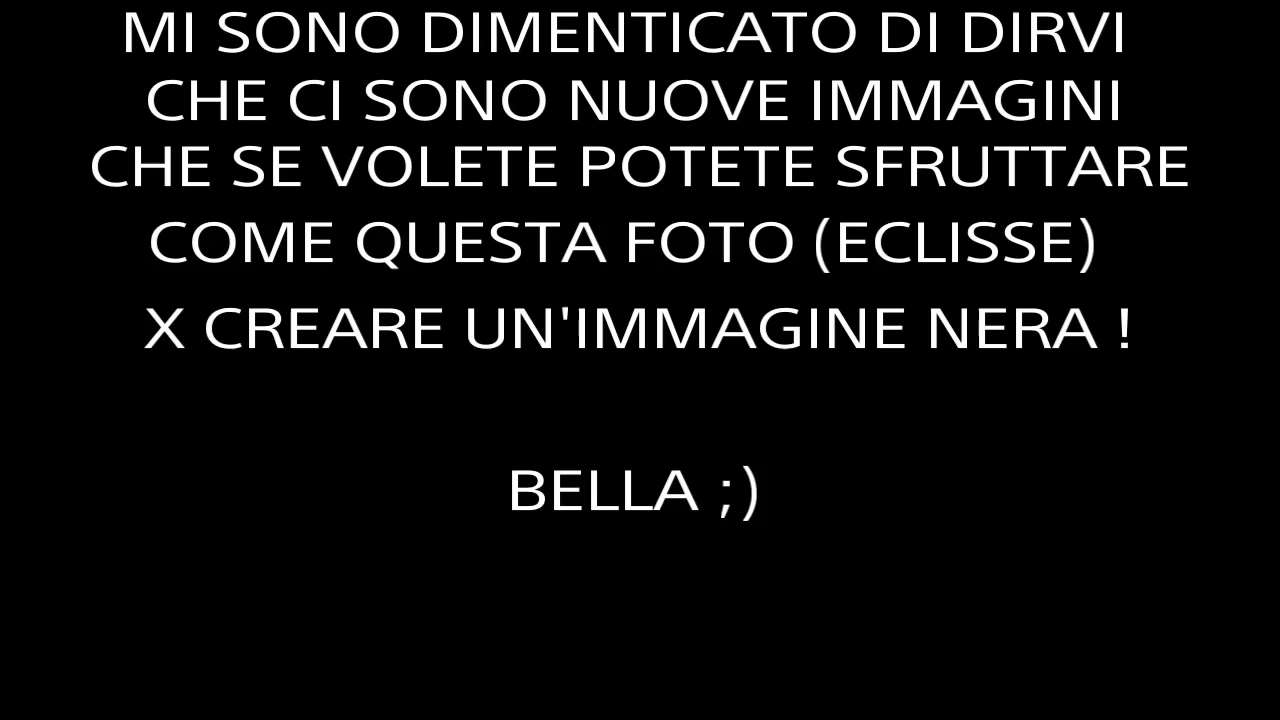 MI SONO DIMENTICATO DI DIRVI
CHE CI SONO NUOVE IMMAGINI
CHE SE VOLETE POTETE SFRUTTARE
COME QUESTA FOTO (ECLISSE)
X CREARE UN'IMMAGINE NERA !
BELLA ;)